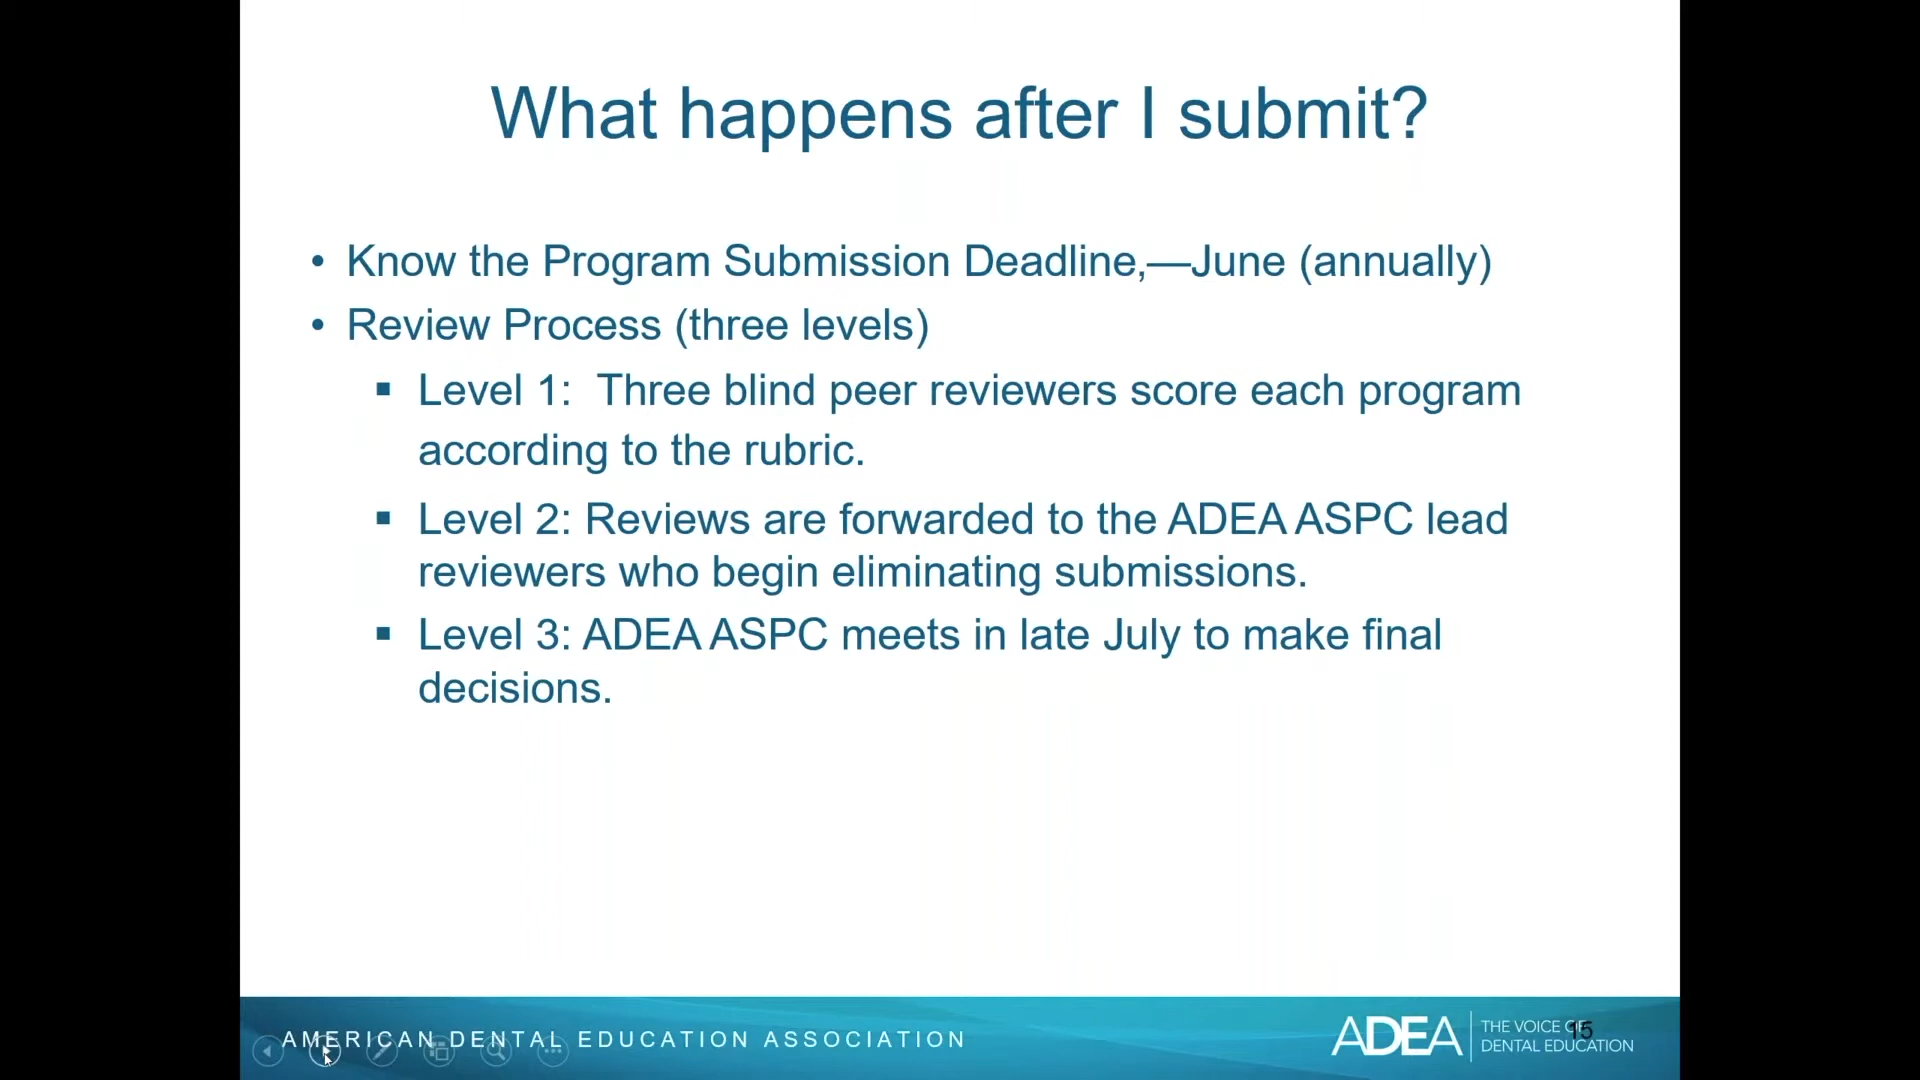 What happens after I submit?
• Know the Program Submission Deadline,—June (annually)
• Review Process (three levels)
▪ Level 1:  Three blind peer reviewers score each program
according to the rubric.
▪ Level 2: Reviews are forwarded to the ADEA ASPC lead
reviewers who begin eliminating submissions.
▪ Level 3: ADEA ASPC meets in late July to make final
decisions.
AMERICAN DENTAL EDUCATION ASSOCIATION
ADEA
THE VOICE OF
DENTAL EDUCATION
15